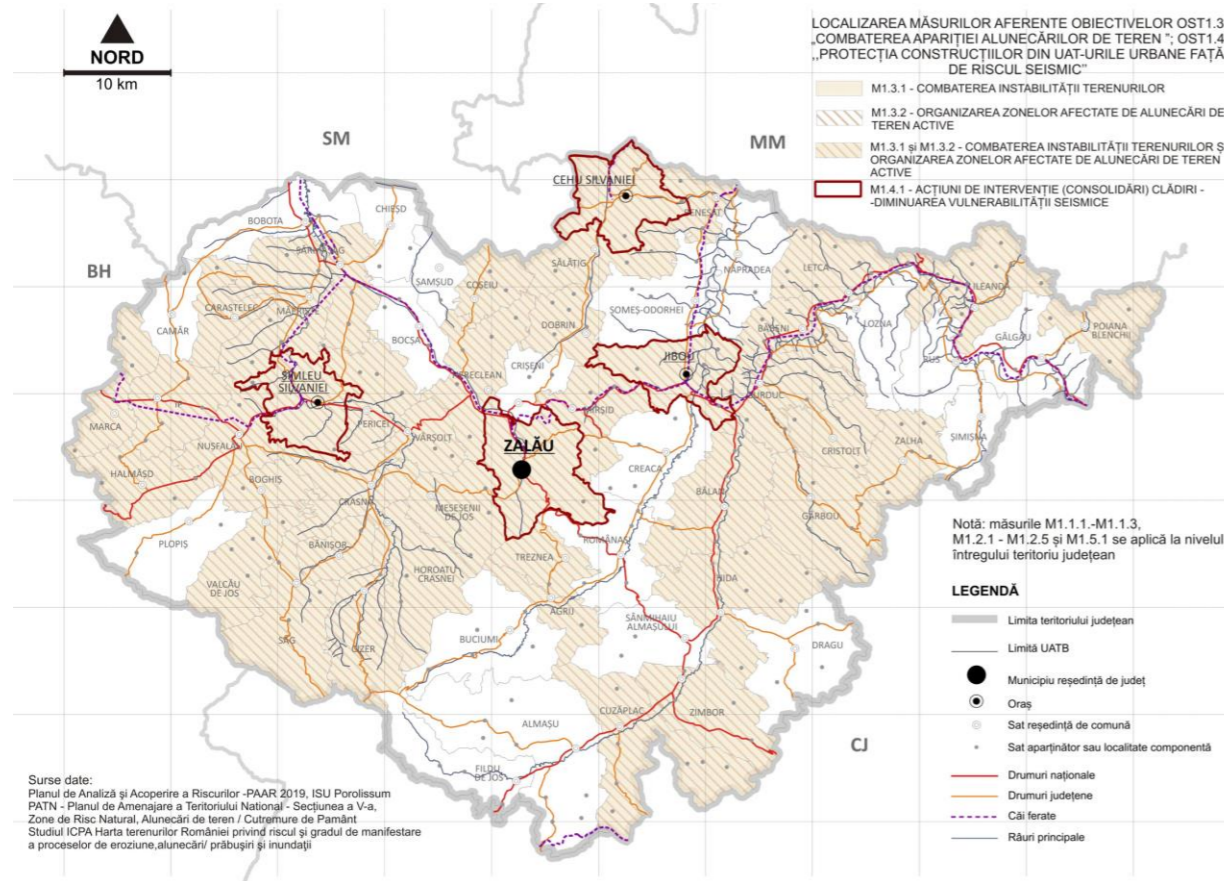 NORD
10 km
LOCALIZAREA MĂSURILOR AFERENTE OBIECTIVELOR OST1.3
„COMBATEREA APARIȚIEI ALUNECĂRILOR DE TEREN "; OST1.4
,,PROTECȚIA CONSTRUCȚIILOR DIN UAT-URILE URBANE FAȚĂ
DE RISCUL SEISMIC"
M1.3.1 - COMBATEREA INSTABILITĂȚII TERENURILOR
M1.3.2 - ORGANIZAREA ZONELOR AFECTATE DE ALUNECĂRI DE
TEREN ACTIVE
M1.3.1 și M1.3.2 - COMBATEREA INSTABILITĂȚII TERENURILOR Ș
ORGANIZAREA ZONELOR AFECTATE DE ALUNECĂRI DE TEREN
ACTIVE
M1.4.1 - ACȚIUNI DE INTERVENȚIE (CONSOLIDĂRI) CLĂDIRI -
-DIMINUAREA VULNERABILITĂȚII SEISMICE
SM
MM
BH
CJ
CEHU SILVANIEI
BENESAT
CHIEȘD
BOBOTA
SĂRMĂȘAG
SAMȘUD
COȘEIU
SĂLĂȚIG
NAPRADEA
LETCA
ILEANDA
CARASTELEC
MĂERIȘTE
CAMĂR
BOCȘA
DOBRIN
SOMEȘ-ODORHEI
BĂBENI
LOZNA
RUS
GÂLGĂU
POIANA
BLENCHII
CRIȘENI
JIBOU
ȘIMLEU
SILVANIEI
HERECLEAN
MIRȘID
SURDUC
MARCA
IP
PERICEI
VÂRȘOLȚ
ZALĂU
NUȘFALĂU
CRISTOLȚ
ZALHA
ȘIMIȘNA
HALMĂȘD
BOGHIȘ
CREACA
BĂLAN
CRASNA
MESEȘENII
DE JOS
GÂRBOU
PLOPIȘ
BĂNIȘOR
ROMÂNAȘI
TREZNEA
VALCĂU
DE JOS
HOROATU
CRASNEI
HIDA
AGRIJ
SÂNMIHAIU
ALMAȘULUI
SÂG
CIZER
BUCIUMI
DRAGU
ALMAȘU
CUZĂPLAC
ZIMBOR
FILDU
DE JOS
Notă: măsurile M1.1.1.-M1.1.3,
M1.2.1 - M1.2.5 și M1.5.1 se aplică la nivelul
întregului teritoriu județean
LEGENDĂ
Limita teritoriului județean
Limită UATB
Municipiu reședință de județ
Oraș
Sat reședință de comună
Sat aparținător sau localitate componentă
Drumuri naționale
Drumuri județene
Căi ferate
Râuri principale
Surse date:
Planul de Analiză și Acoperire a Riscurilor -PAAR 2019, ISU Porolissum
PATN - Planul de Amenajare a Teritoriului National - Secțiunea a V-a,
Zone de Risc Natural, Alunecări de teren / Cutremure de Pamânt
Studiul ICPA Harta terenurilor României privind riscul și gradul de manifestare
a proceselor de eroziune,alunecări/ prăbușiri și inundații